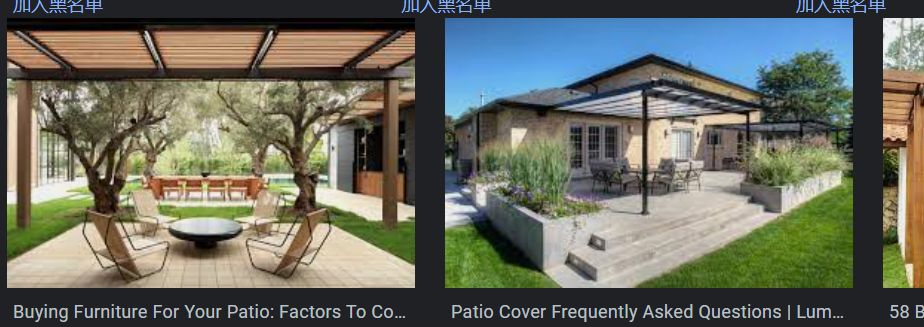 加入黑名單
加入黑名單
加入黑名單
Buying Furniture For Your Patio: Factors To Co...
Patio Cover Frequently Asked Questions | Lum...
58